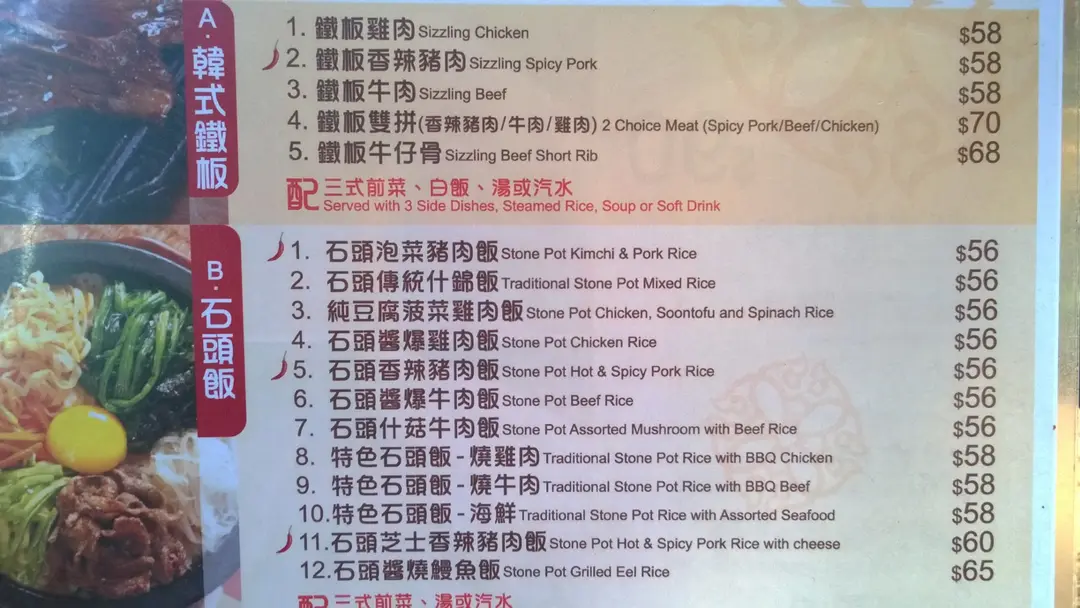 A·韓式鐵板
1. 鐵板雞肉 Sizzling Chicken $58
2. 鐵板香辣豬肉 Sizzling Spicy Pork $58
3. 鐵板牛肉 Sizzling Beef $58
4. 鐵板雙拼(香辣豬肉/牛肉/雞肉) 2 Choice Meat (Spicy Pork/Beef/Chicken) $70
5. 鐵板牛仔骨 Sizzling Beef Short Rib $68
配 三式前菜、白飯、湯或汽水
Served with 3 Side Dishes, Steamed Rice, Soup or Soft Drink
B·石頭飯
1. 石頭泡菜豬肉飯 Stone Pot Kimchi & Pork Rice $56
2. 石頭傳統什錦飯 Traditional Stone Pot Mixed Rice $56
3. 純豆腐菠菜雞肉飯 Stone Pot Chicken, Soontofu and Spinach Rice $56
4. 石頭醬爆雞肉飯 Stone Pot Chicken Rice $56
5. 石頭香辣豬肉飯 Stone Pot Hot & Spicy Pork Rice $56
6. 石頭醬爆牛肉飯 Stone Pot Beef Rice $56
7. 石頭什菇牛肉飯 Stone Pot Assorted Mushroom with Beef Rice $56
8. 特色石頭飯-燒雞肉 Traditional Stone Pot Rice with BBQ Chicken $58
9. 特色石頭飯-燒牛肉 Traditional Stone Pot Rice with BBQ Beef $58
10.特色石頭飯-海鮮 Traditional Stone Pot Rice with Assorted Seafood $58
11.石頭芝士香辣豬肉飯 Stone Pot Hot & Spicy Pork Rice with cheese $60
12.石頭醬燒鰻魚飯 Stone Pot Grilled Eel Rice $65
配 三式前菜、湯或汽水